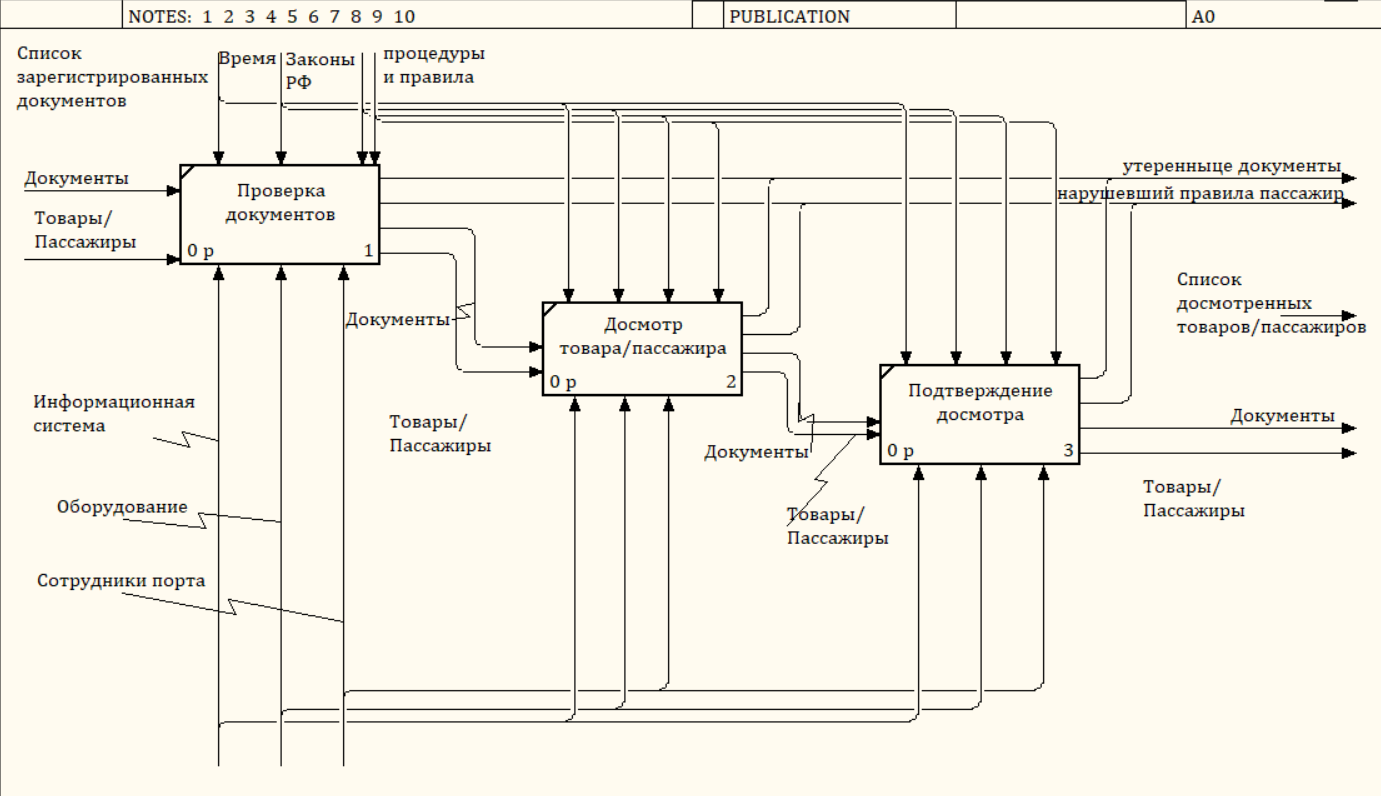 NOTES: 1 2 3 4 5 6 7 8 9 10
PUBLICATION
A0
Список
зарегистрированных
документов
Время
Законы
РФ
процедуры
и правила
Документы
Товары/
Пассажиры
Проверка
документов
0 р
1
утеренныце документы
нарушевший правила пассажир
Список
досмотренных
товаров/пассажиров
Документы
Досмотр
товара/пассажира
0 р
2
Подтверждение
досмотра
0 р
3
Информационная
система
Товары/
Пассажиры
Документы
Документы
Оборудование
Товары/
Пассажиры
Товары/
Пассажиры
Сотрудники порта